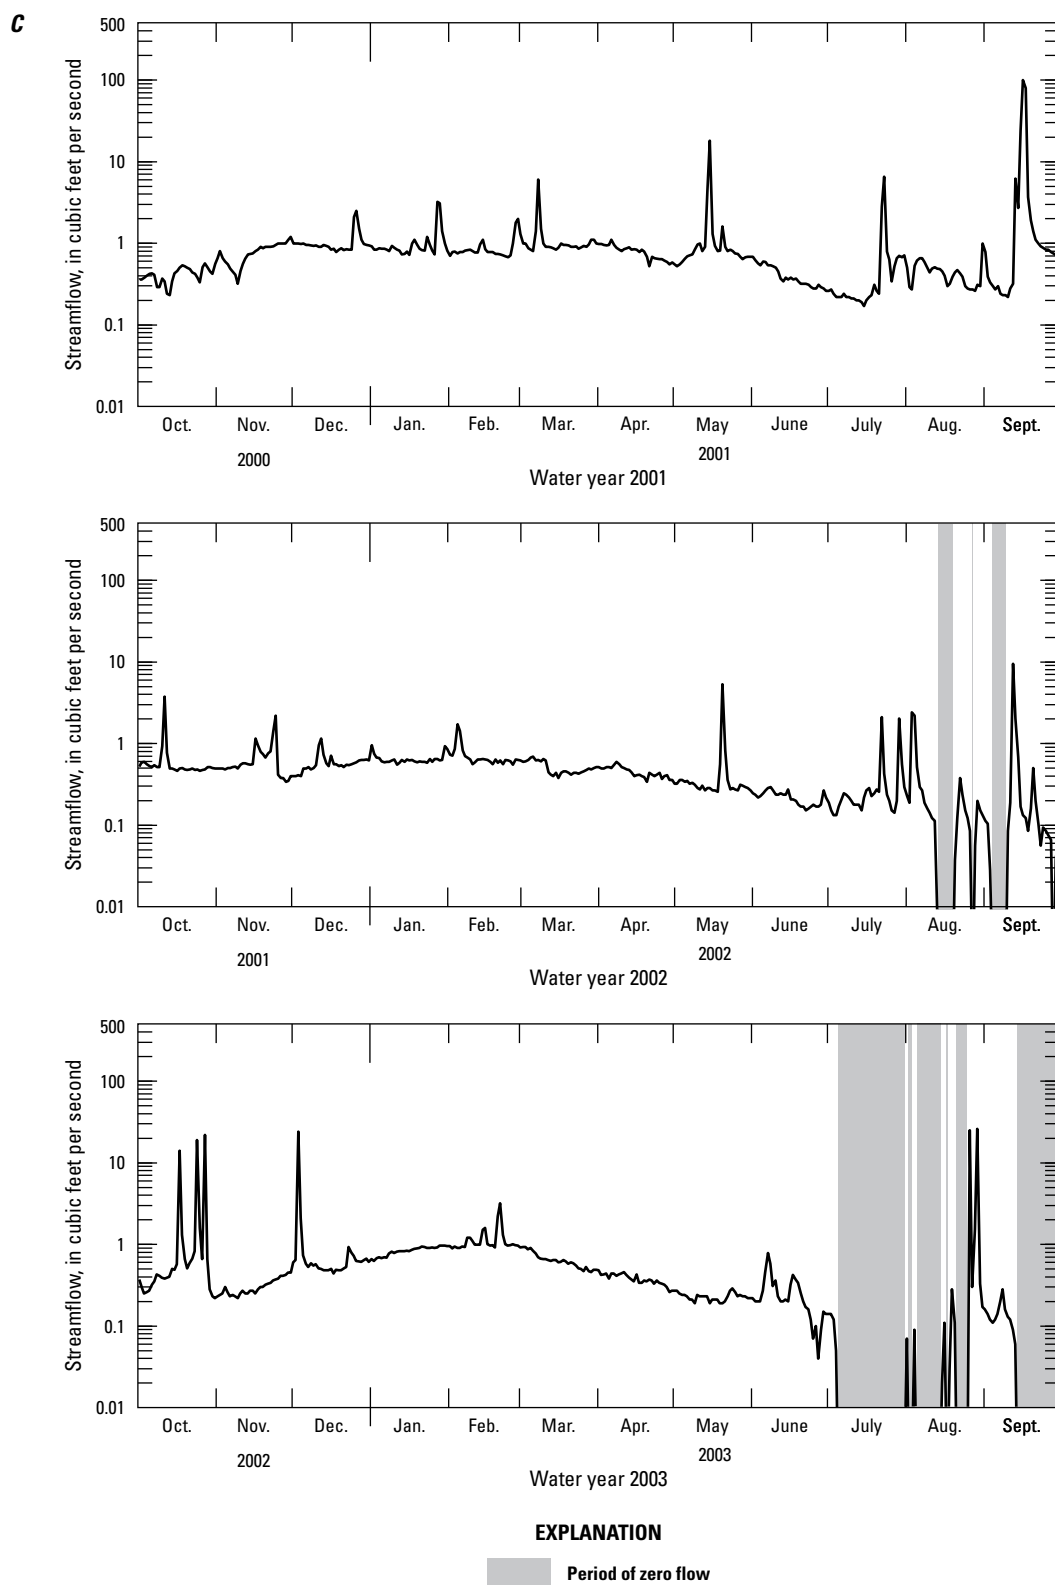 C
Streamflow, in cubic feet per second
500
100
10
1
0.1
0.01
Oct. Nov. Dec. Jan. Feb. Mar. Apr. May June July Aug. Sept.
2000 2001
Water year 2001
Streamflow, in cubic feet per second
500
100
10
1
0.1
0.01
Oct. Nov. Dec. Jan. Feb. Mar. Apr. May June July Aug. Sept.
2001 2002
Water year 2002
Streamflow, in cubic feet per second
500
100
10
1
0.1
0.01
Oct. Nov. Dec. Jan. Feb. Mar. Apr. May June July Aug. Sept.
2002 2003
Water year 2003
EXPLANATION
Period of zero flow